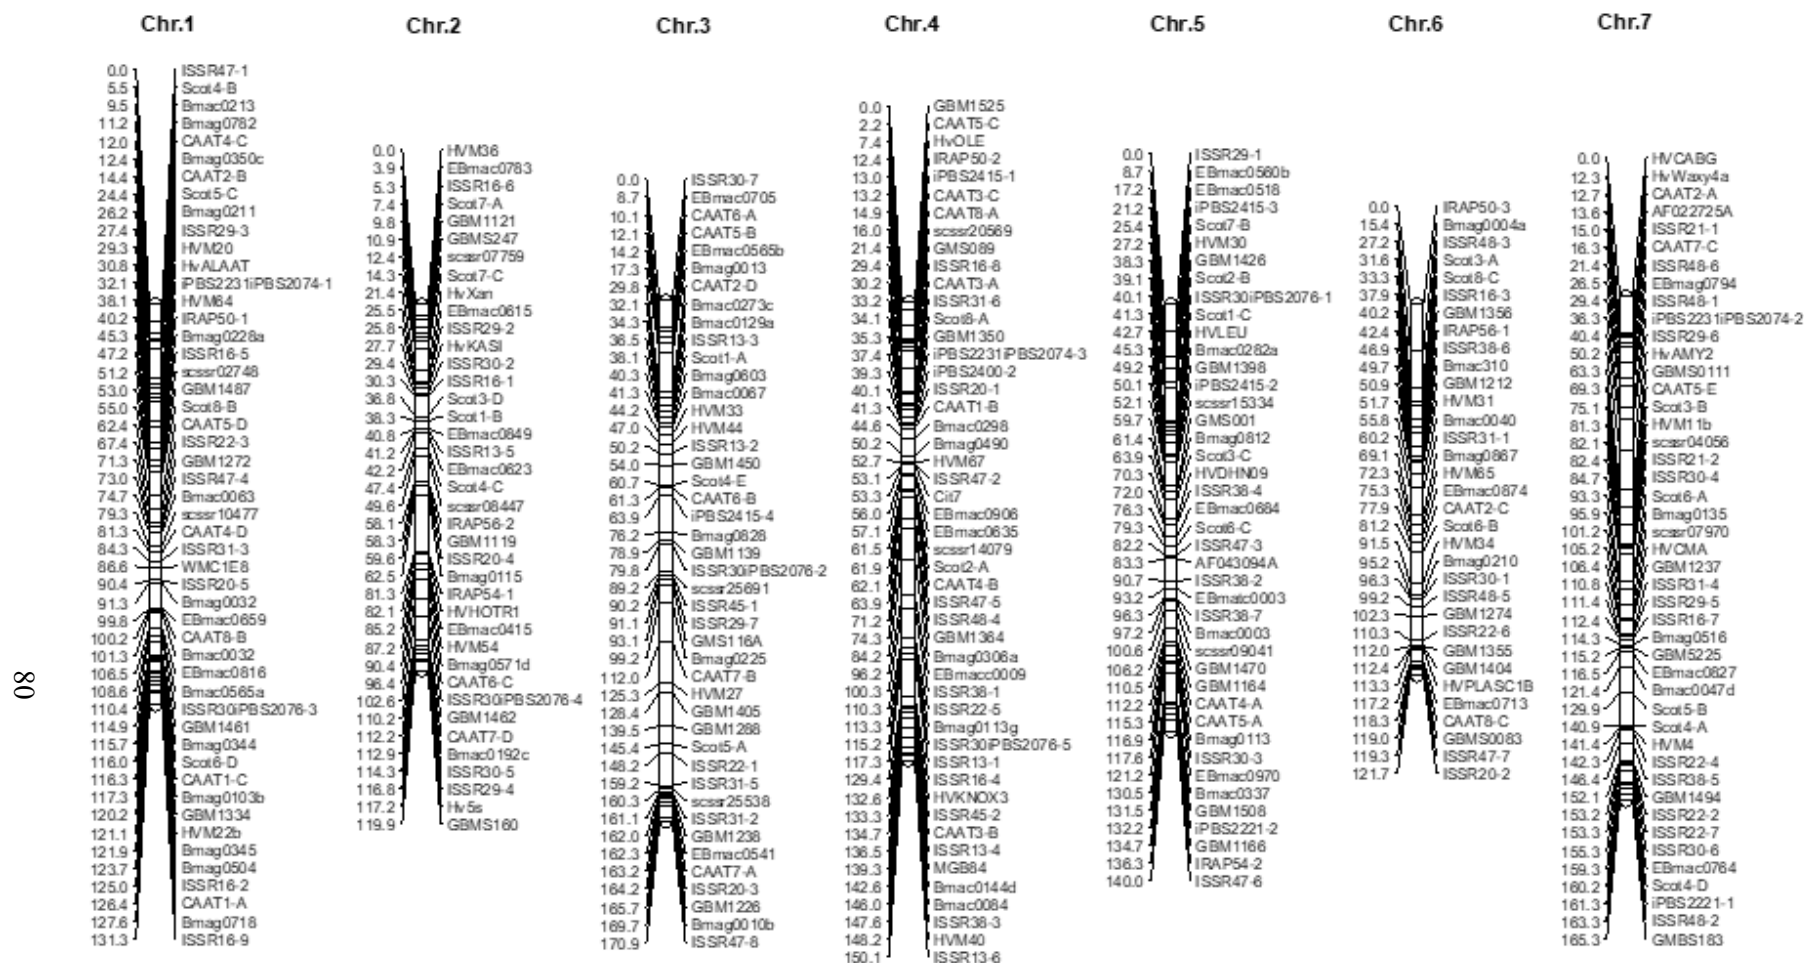 Chr.1
0.0 ISSR47-1
5.5 Scot4-B
9.5 Bmac0213
11.2 Bmag0782
12.0 CAAT4-C
12.4 Bmag0350c
14.4 CAAT2-B
24.4 Scot5-C
26.2 Bmag0211
27.4 ISSR29-3
29.3 HVM20
30.8 HvALAAT
32.1 iPBS2231iPBS2074-1
38.1 HVM64
40.2 IRAP50-1
45.3 Bmag0228a
47.2 ISSR16-5
51.2 scssr02748
53.0 GBM1487
55.0 Scot8-B
62.4 CAAT5-D
67.4 ISSR22-3
71.3 GBM1272
73.0 ISSR47-4
74.7 Bmac0063
79.3 scssr10477
81.3 CAAT4-D
84.3 ISSR31-3
86.6 WMC1E8
90.4 ISSR20-5
91.3 Bmag0032
99.8 EBmac0659
100.2 CAAT8-B
101.3 Bmac0032
106.5 EBmac0816
108.6 Bmac0565a
110.4 ISSR30iPBS2076-3
114.9 GBM1461
115.7 Bmag0344
116.0 Scot6-D
116.3 CAAT1-C
117.3 Bmag0103b
120.2 GBM1334
121.1 HVM22b
121.9 Bmag0345
123.7 Bmag0504
125.0 ISSR16-2
126.4 CAAT1-A
127.6 Bmag0718
131.3 ISSR16-9
Chr.2
0.0 HVM36
3.9 EBmac0783
5.3 ISSR16-6
7.4 Scot7-A
9.8 GBM1121
10.9 GBMS247
12.4 scssr07759
14.3 Scot7-C
21.4 HvXan
25.5 EBmac0615
25.8 ISSR29-2
27.7 HvKASI
29.4 ISSR30-2
30.3 ISSR16-1
36.8 Scot3-D
38.3 Scot1-B
40.8 EBmac0849
41.2 ISSR13-5
42.2 EBmac0623
47.4 Scot4-C
49.6 scssr08447
58.1 IRAP56-2
58.3 GBM1119
59.6 ISSR20-4
62.5 Bmag0115
81.3 IRAP54-1
82.1 HVHOTR1
85.2 EBmac0415
87.2 HVM54
90.4 Bmag0571d
96.4 CAAT6-C
102.6 ISSR30iPBS2076-4
110.2 GBM1462
112.2 CAAT7-D
112.9 Bmac0192c
114.3 ISSR30-5
116.8 ISSR29-4
117.2 Hv5s
119.9 GBMS160
Chr.3
0.0 ISSR30-7
8.7 EBmac0705
10.1 CAAT6-A
12.1 CAAT5-B
14.2 EBmac0565b
17.3 Bmag0013
29.8 CAAT2-D
32.1 Bmac0273c
34.3 Bmac0129a
36.5 ISSR13-3
38.1 Scot1-A
40.3 Bmag0603
41.3 Bmac0067
44.2 HVM33
47.0 HVM44
50.2 ISSR13-2
54.0 GBM1450
60.7 Scot4-E
61.3 CAAT6-B
63.9 iPBS2415-4
76.2 Bmag0828
78.9 GBM1139
79.8 ISSR30iPBS2076-2
89.2 scssr25691
90.2 ISSR45-1
91.1 ISSR29-7
93.1 GMS116A
99.2 Bmag0225
112.0 CAAT7-B
125.3 HVM27
128.4 GBM1405
139.5 GBM1288
145.4 Scot5-A
148.2 ISSR22-1
159.2 ISSR31-5
160.3 scssr25538
161.1 ISSR31-2
162.0 GBM1238
162.3 EBmac0541
163.2 CAAT7-A
164.2 ISSR20-3
165.7 GBM1226
169.7 Bmag0010b
170.9 ISSR47-8
Chr.4
0.0 GBM1525
2.2 CAAT5-C
7.4 HvOLE
12.4 IRAP50-2
13.0 iPBS2415-1
13.2 CAAT3-C
14.9 CAAT8-A
16.0 scssr20569
21.4 GMS089
29.4 ISSR16-8
30.2 CAAT3-A
33.2 ISSR31-6
34.1 Scot8-A
35.3 GBM1350
37.4 iPBS2231iPBS2074-3
39.3 iPBS2400-2
40.1 ISSR20-1
41.3 CAAT1-B
44.6 Bmac0298
50.2 Bmag0490
52.7 HVM67
53.1 ISSR47-2
53.3 Cit7
56.0 EBmac0906
57.1 EBmac0635
61.5 scssr14079
61.9 Scot2-A
62.1 CAAT4-B
63.9 ISSR47-5
71.2 ISSR48-4
74.3 GBM1364
84.2 Bmag0306a
96.2 EBmacc0009
100.3 ISSR38-1
110.3 ISSR22-5
113.3 Bmag0113g
115.2 ISSR30iPBS2076-5
117.3 ISSR13-1
129.4 ISSR16-4
132.6 HVKNOX3
133.3 ISSR45-2
134.7 CAAT3-B
136.5 ISSR13-4
139.3 MGB84
142.6 Bmac0144d
146.0 Bmac0084
147.6 ISSR38-3
148.2 HVM40
150.1 ISSR13-6
Chr.5
0.0 ISSR29-1
8.7 EBmac0560b
17.2 EBmac0518
21.2 iPBS2415-3
25.4 Scot7-B
27.2 HVM30
38.3 GBM1426
39.1 Scot2-B
40.1 ISSR30iPBS2076-1
41.3 Scot1-C
42.7 HVLEU
45.3 Bmac0282a
49.2 GBM1398
50.1 iPBS2415-2
52.1 scssr15334
59.7 GMS001
61.4 Bmag0812
63.9 Scot3-C
70.3 HVDHN09
72.0 ISSR38-4
76.3 EBmac0684
79.3 Scot6-C
82.2 ISSR47-3
83.3 AF043094A
90.7 ISSR38-2
93.2 EBmatc0003
96.3 ISSR38-7
97.2 Bmac0003
100.6 scssr09041
106.2 GBM1470
110.5 GBM1164
112.2 CAAT4-A
115.3 CAAT5-A
116.9 Bmag0113
117.6 ISSR30-3
121.2 EBmac0970
130.5 Bmac0337
131.5 GBM1508
132.2 iPBS2221-2
134.7 GBM1166
136.3 IRAP54-2
140.0 ISSR47-6
Chr.6
0.0 IRAP50-3
15.4 Bmag0004a
27.2 ISSR48-3
31.6 Scot3-A
33.3 Scot8-C
37.9 ISSR16-3
40.2 GBM1356
42.4 IRAP56-1
46.9 ISSR38-6
49.7 Bmac310
50.9 GBM1212
51.7 HVM31
55.8 Bmac0040
60.2 ISSR31-1
69.1 Bmag0867
72.3 HVM65
75.3 EBmac0874
77.9 CAAT2-C
81.2 Scot6-B
91.5 HVM34
95.2 Bmag0210
96.3 ISSR30-1
99.2 ISSR48-5
102.3 GBM1274
110.3 ISSR22-6
112.0 GBM1355
112.4 GBM1404
113.3 HVPLASC1B
117.2 EBmac0713
118.3 CAAT8-C
119.0 GBMS0083
119.3 ISSR47-7
121.7 ISSR20-2
Chr.7
0.0 HVCABG
12.3 HvWaxy4a
12.7 CAAT2-A
13.6 AF022725A
15.0 ISSR21-1
16.3 CAAT7-C
21.4 ISSR48-6
28.2 EBmag0794
29.4 ISSR48-1
36.3 iPBS2231iPBS2074-2
40.4 ISSR29-6
50.2 HvAMY2
63.3 GBMS0111
69.3 CAAT5-E
75.1 Scot3-B
81.3 HVM11b
82.1 scssr04056
82.4 ISSR21-2
84.7 ISSR30-4
93.3 Scot6-A
95.9 Bmag0135
101.2 scssr07970
105.2 HVCMA
106.4 GBM1237
110.8 ISSR31-4
111.4 ISSR29-5
112.4 ISSR16-7
114.3 Bmag0516
115.2 GBM5225
116.5 EBmac0827
121.4 Bmac0047d
129.9 Scot5-B
140.9 Scot4-A
141.4 HVM4
142.3 ISSR22-4
146.4 ISSR38-5
152.1 GBM1494
153.2 ISSR22-2
153.3 ISSR22-7
155.3 ISSR30-6
159.3 EBmac0764
160.2 Scot4-D
161.3 iPBS2221-1
163.3 ISSR48-2
165.3 GMBS183
80